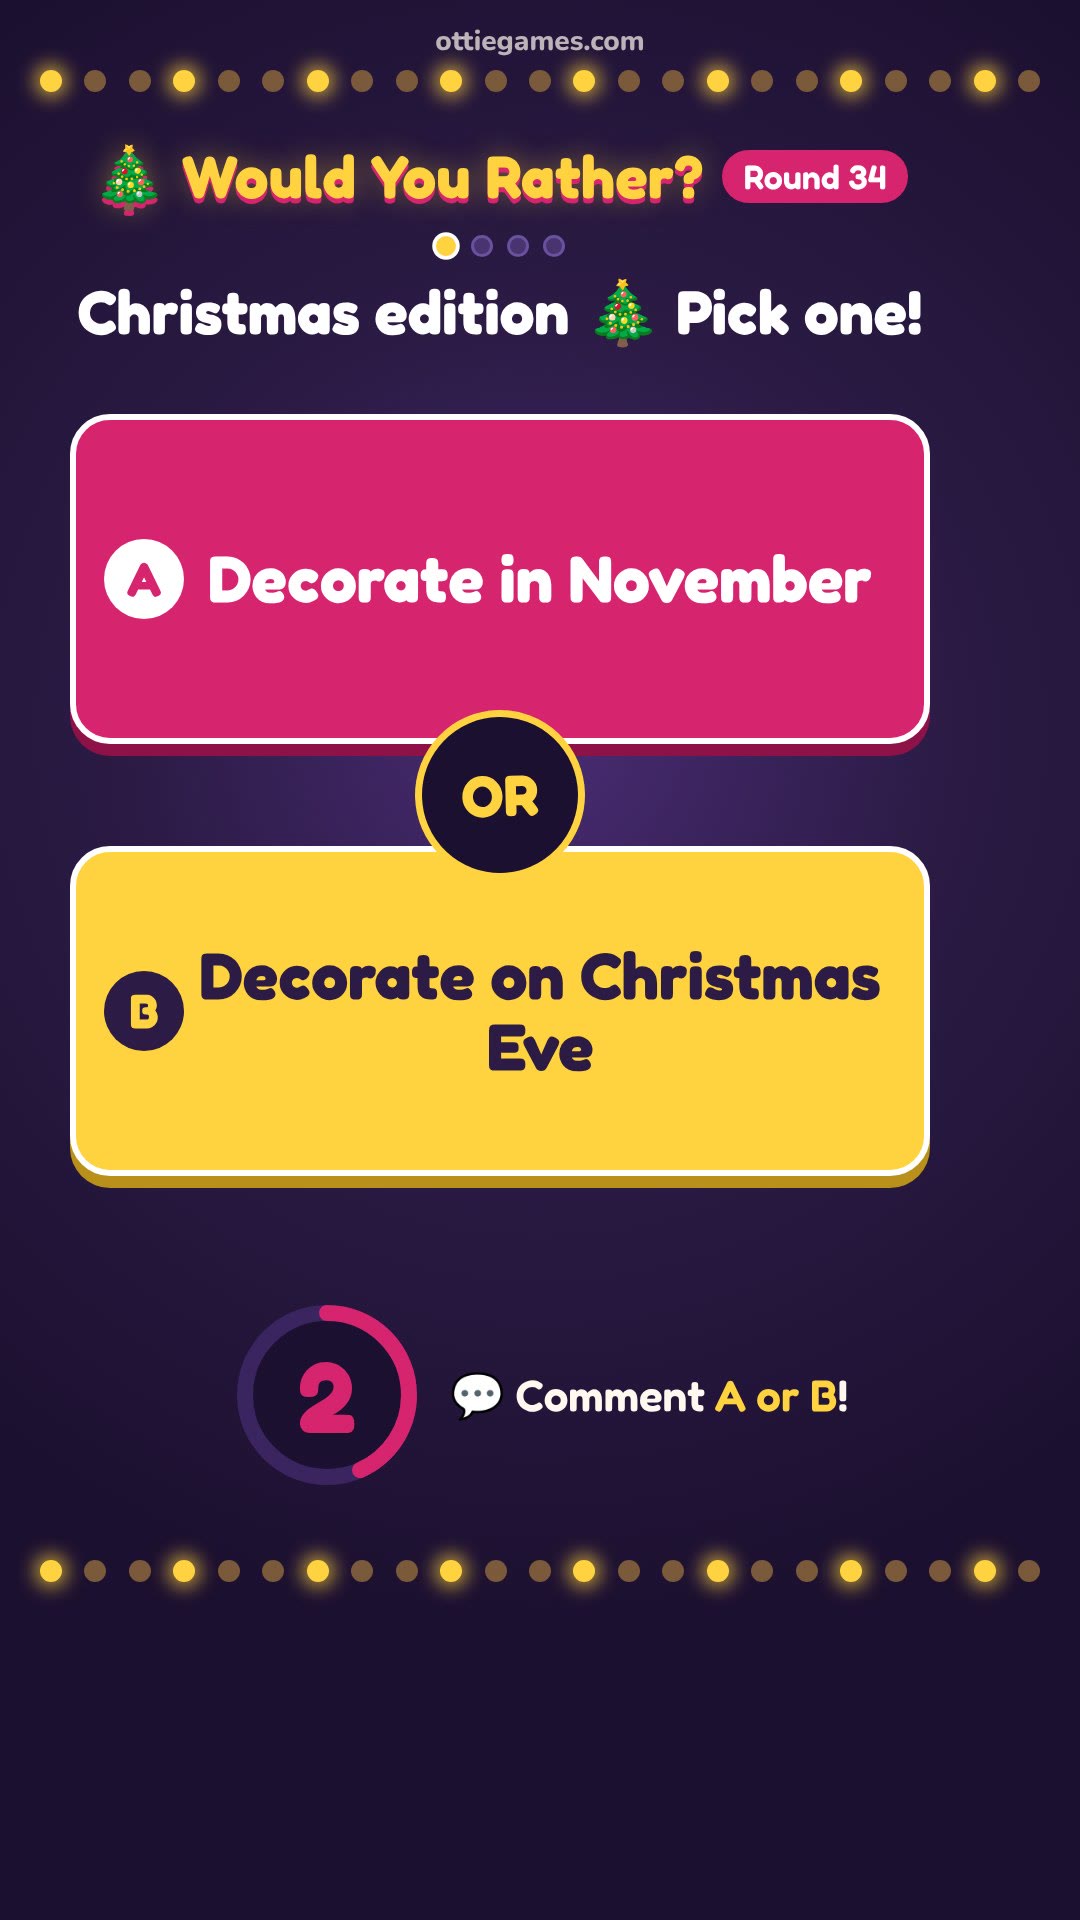 ottiegames.com
🎄 Would You Rather? Round 34
Christmas edition 🎄 Pick one!
A Decorate in November
OR
B Decorate on Christmas
Eve
2
💬 Comment A or B!